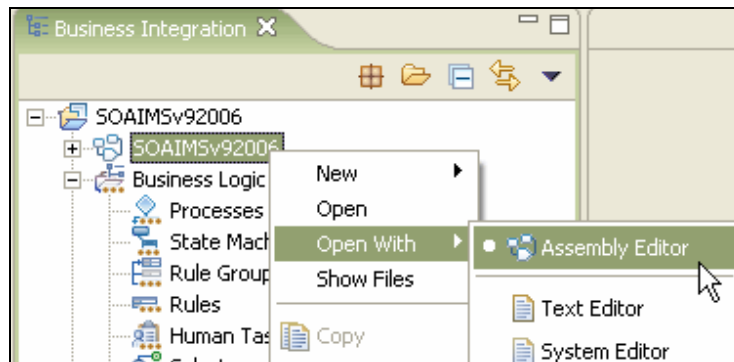 Business Integration
SOAIMSv92006
SOAIMSv92006
Business Logic
Processes
State Mach
Rule Group
Rules
Human Tas
New
Open
Open With
Show Files
Copy
Assembly Editor
Text Editor
System Editor